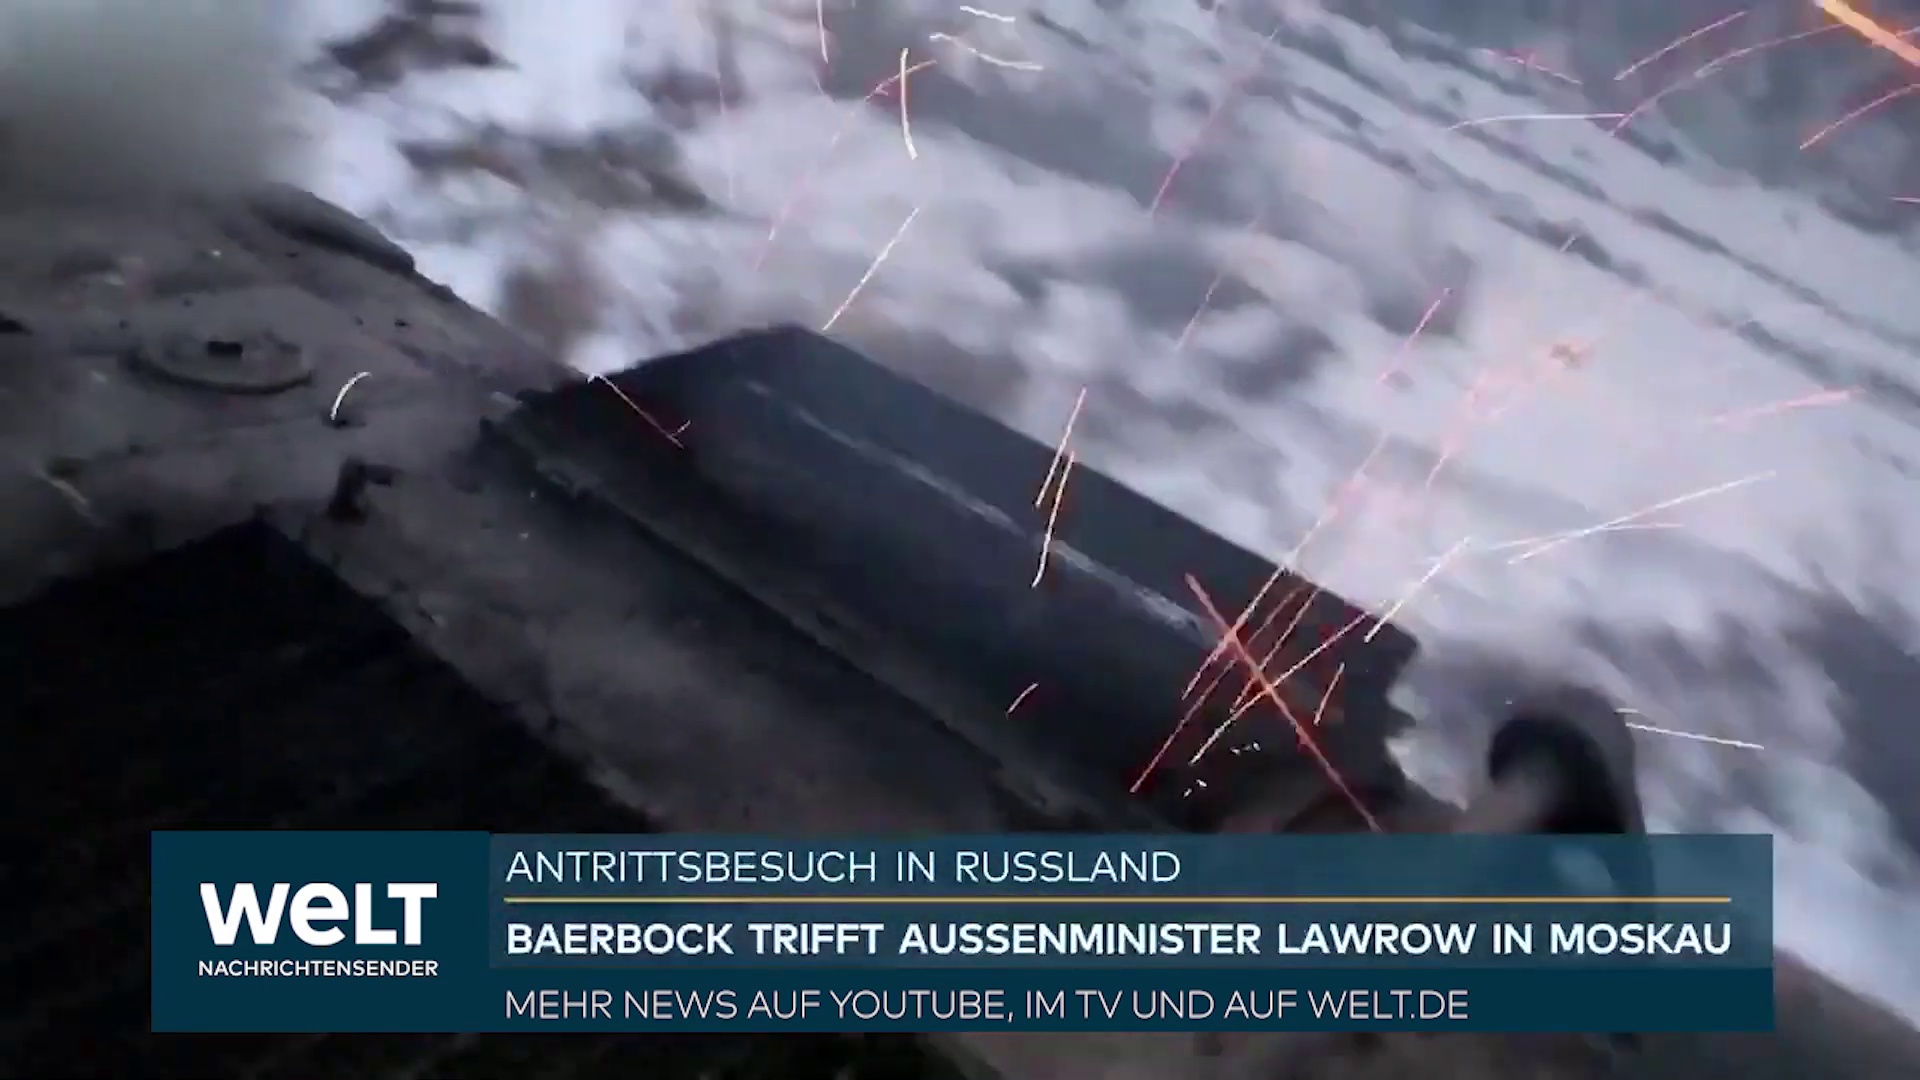 WELT
NACHRICHTENSENDER
ANTRITTSBESUCH IN RUSSLAND
BAERBOCK TRIFFT AUSSENMINISTER LAWROW IN MOSKAU
MEHR NEWS AUF YOUTUBE, IM TV UND AUF WELT.DE